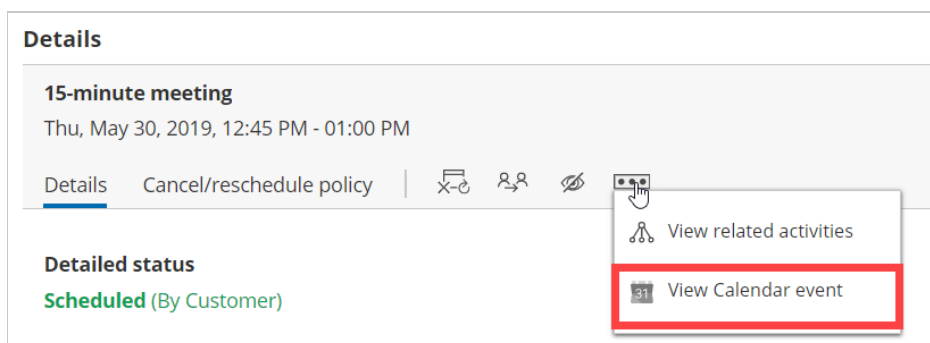 Details
15-minute meeting
Thu, May 30, 2019, 12:45 PM - 01:00 PM
Details Cancel/reschedule policy
View related activities
31 View Calendar event
Detailed status
Scheduled (By Customer)